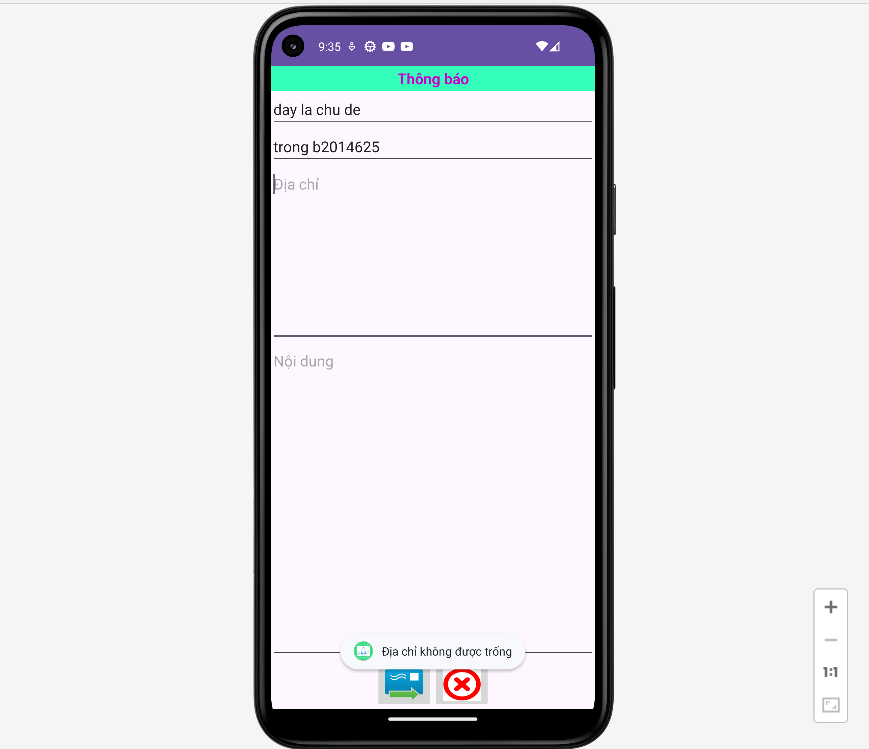 9:35
Thông báo
day la chu de
trong b2014625
Địa chỉ
Nội dung
Địa chỉ không được trống
1:1